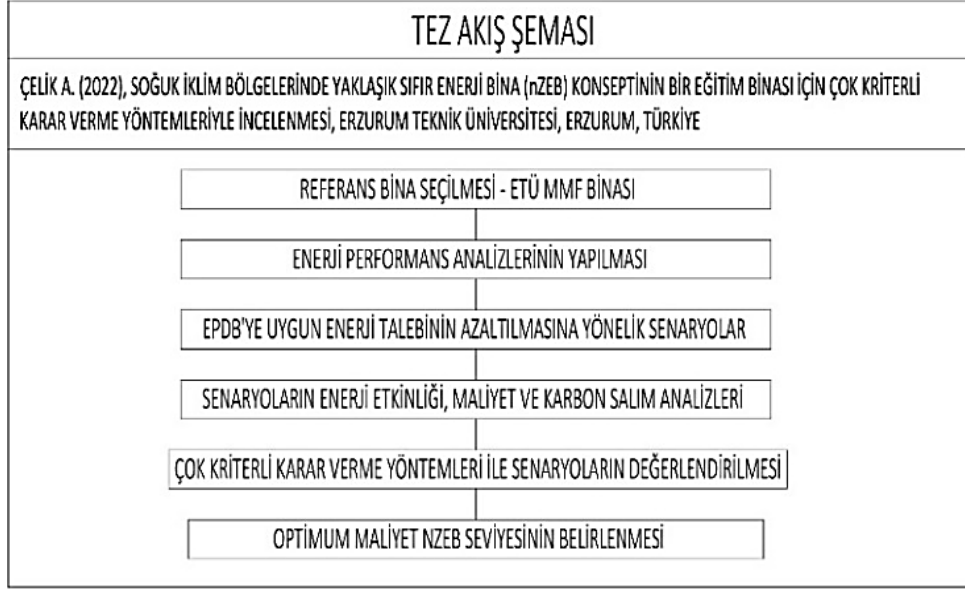 TEZ AKIŞ ŞEMASI
ÇELİK A. (2022), SOĞUK İKLİM BÖLGELERİNDE YAKLAŞIK SIFIR ENERJİ BİNA (nZEB) KONSEPTİNİN BİR EĞİTİM BİNASI İÇİN ÇOK KRİTERLİ
KARAR VERME YÖNTEMLERİYLE İNCELENMESİ, ERZURUM TEKNİK ÜNİVERSİTESİ, ERZURUM, TÜRKİYE
REFERANS BİNA SEÇİLMESİ - ETÜ MMF BİNASI
ENERJİ PERFORMANS ANALİZLERİNİN YAPILMASI
EPDB'YE UYGUN ENERJİ TALEBİNİN AZALTILMASINA YÖNELİK SENARYOLAR
SENARYOLARIN ENERJİ ETKİNLİĞİ, MALİYET VE KARBON SALIM ANALİZLERİ
ÇOK KRİTERLİ KARAR VERME YÖNTEMLERİ İLE SENARYOLARIN DEĞERLENDİRİLMESİ
OPTIMUM MALİYET NZEB SEVİYESİNİN BELİRLENMESİ